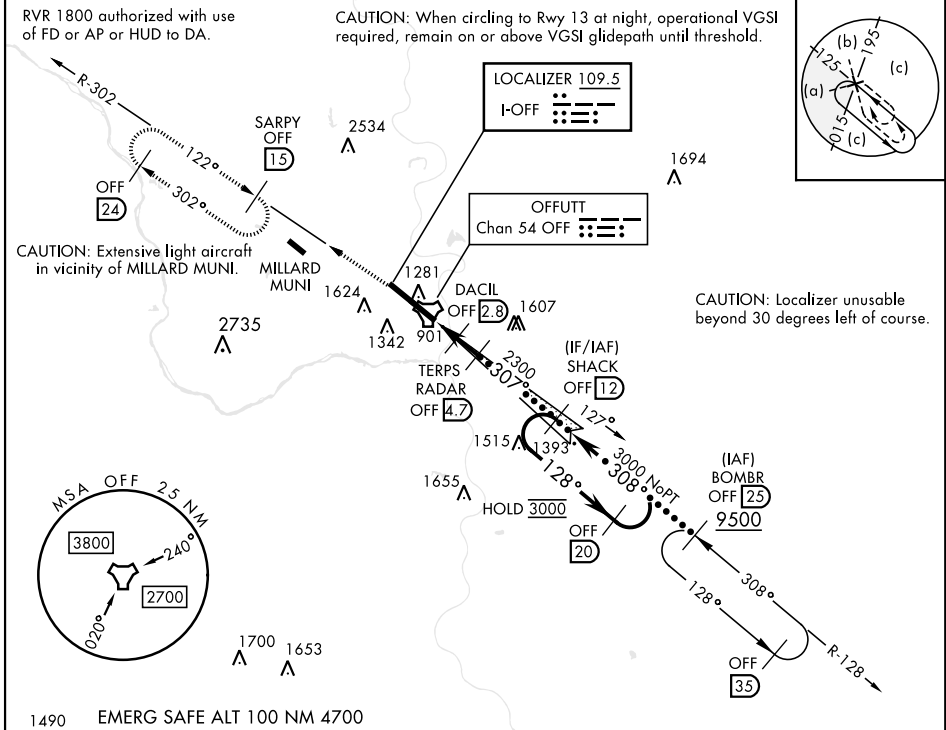 RVR 1800 authorized with use
of FD or AP or HUD to DA.
CAUTION: When circling to Rwy 13 at night, operational VGSI
required, remain on or above VGSI glidepath until threshold.
(b)
195
125
(c)
(a)
015
(c)
LOCALIZER 109.5
I-OFF
R-302
SARPY
OFF
15
2534
122°
302°
OFF
24
1694
OFFUTT
Chan 54 OFF
CAUTION: Extensive light aircraft
in vicinity of MILLARD MUNI.
MILLARD
MUNI
1624
1281
DACIL
OFF 2.8
1607
CAUTION: Localizer unusable
beyond 30 degrees left of course.
2735
1342
901
TERPS
RADAR
OFF 4.7
307°
2300
(IF/IAF)
SHACK
OFF 12
127°
1515
1393
128°
3000 NoPT
308°
1655
HOLD 3000
OFF
20
(IAF)
BOMBR
OFF 25
9500
308°
128°
R-128
OFF
35
MSA OFF 25 NM
3800
240°
2700
020°
1700
1653
1490
EMERG SAFE ALT 100 NM 4700